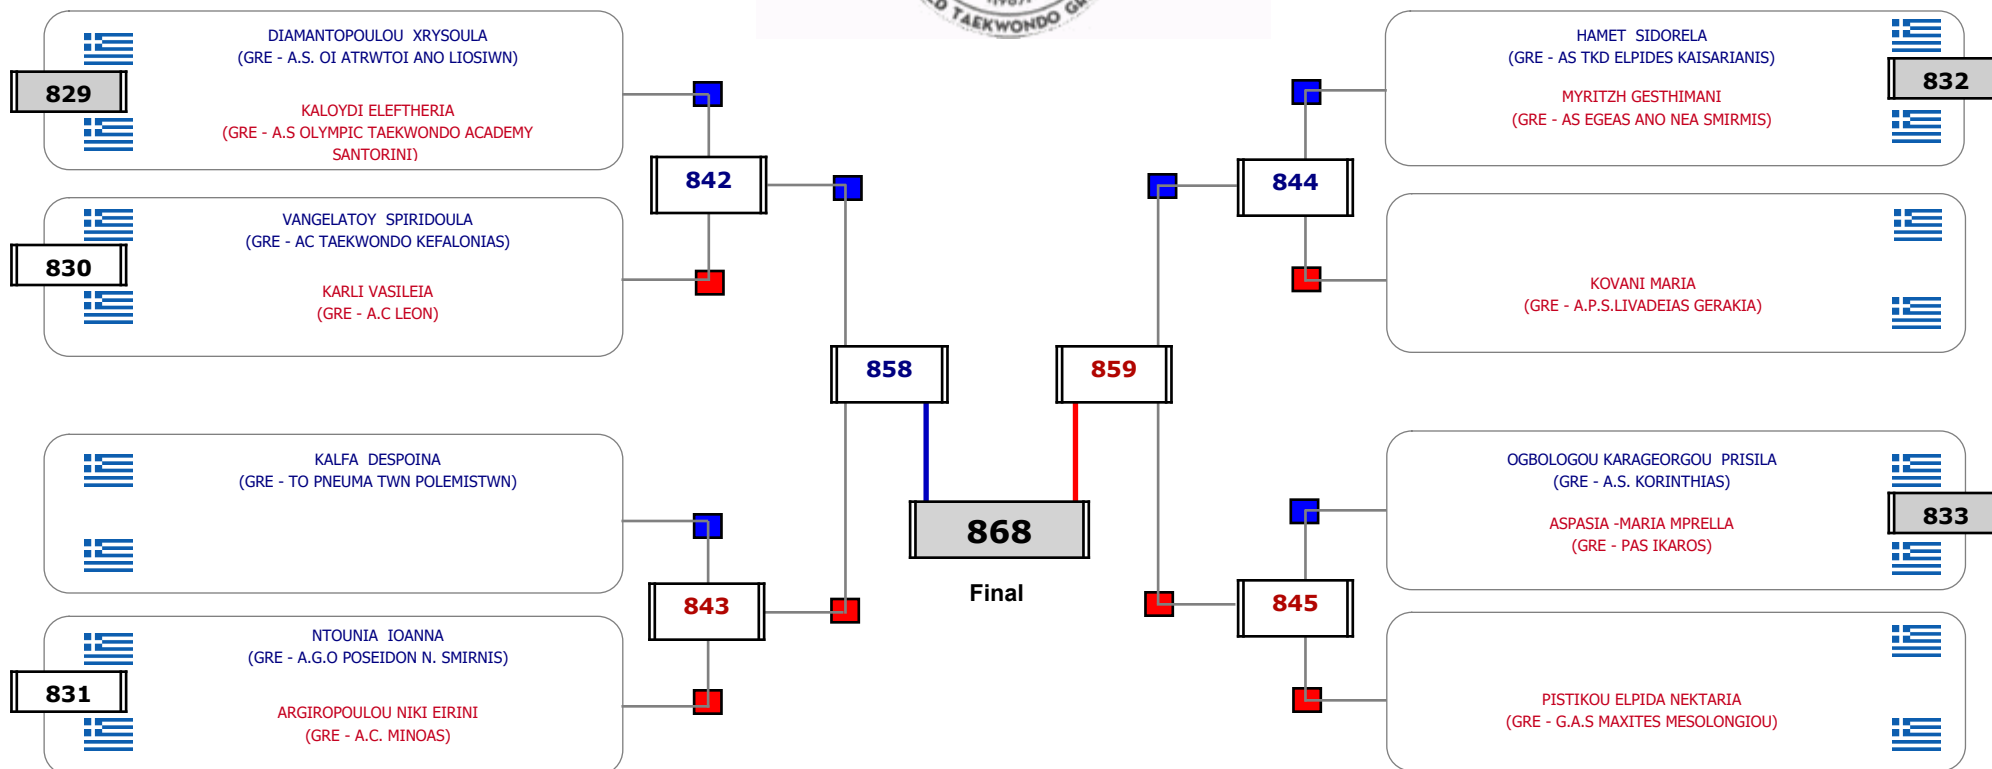 TAEKWONDO
DIAMANTOPOULOU XRYSOULA
(GRE - A.S. OI ATRWTOI ANO LIOSIWN)
829
KALOYDI ELEFTHERIA
(GRE - A.S OLYMPIC TAEKWONDO ACADEMY
SANTORINI)
VANGELATOY SPIRIDOULA
(GRE - AC TAEKWONDO KEFALONIAS)
830
KARLI VASILEIA
(GRE - A.C LEON)
842
KALFA DESPOINA
(GRE - TO PNEUMA TWN POLEMISTWN)
NTOUNIA IOANNA
(GRE - A.G.O POSEIDON N. SMIRNIS)
831
ARGIROPOULOU NIKI EIRINI
(GRE - A.C. MINOAS)
843
858
868
Final
859
HAMET SIDORELA
(GRE - AS TKD ELPIDES KAISARIANIS)
832
MYRITZH GESTHIMANI
(GRE - AS EGEAS ANO NEA SMIRMIS)
844
KOVANI MARIA
(GRE - A.P.S.LIVADEIAS GERAKIA)
OGBOLOGOU KARAGEORGOU PRISILA
(GRE - A.S. KORINTHIAS)
833
ASPASIA -MARIA MPRELLA
(GRE - PAS IKAROS)
845
PISTIKOU ELPIDA NEKTARIA
(GRE - G.A.S MAXITES MESOLONGIOU)